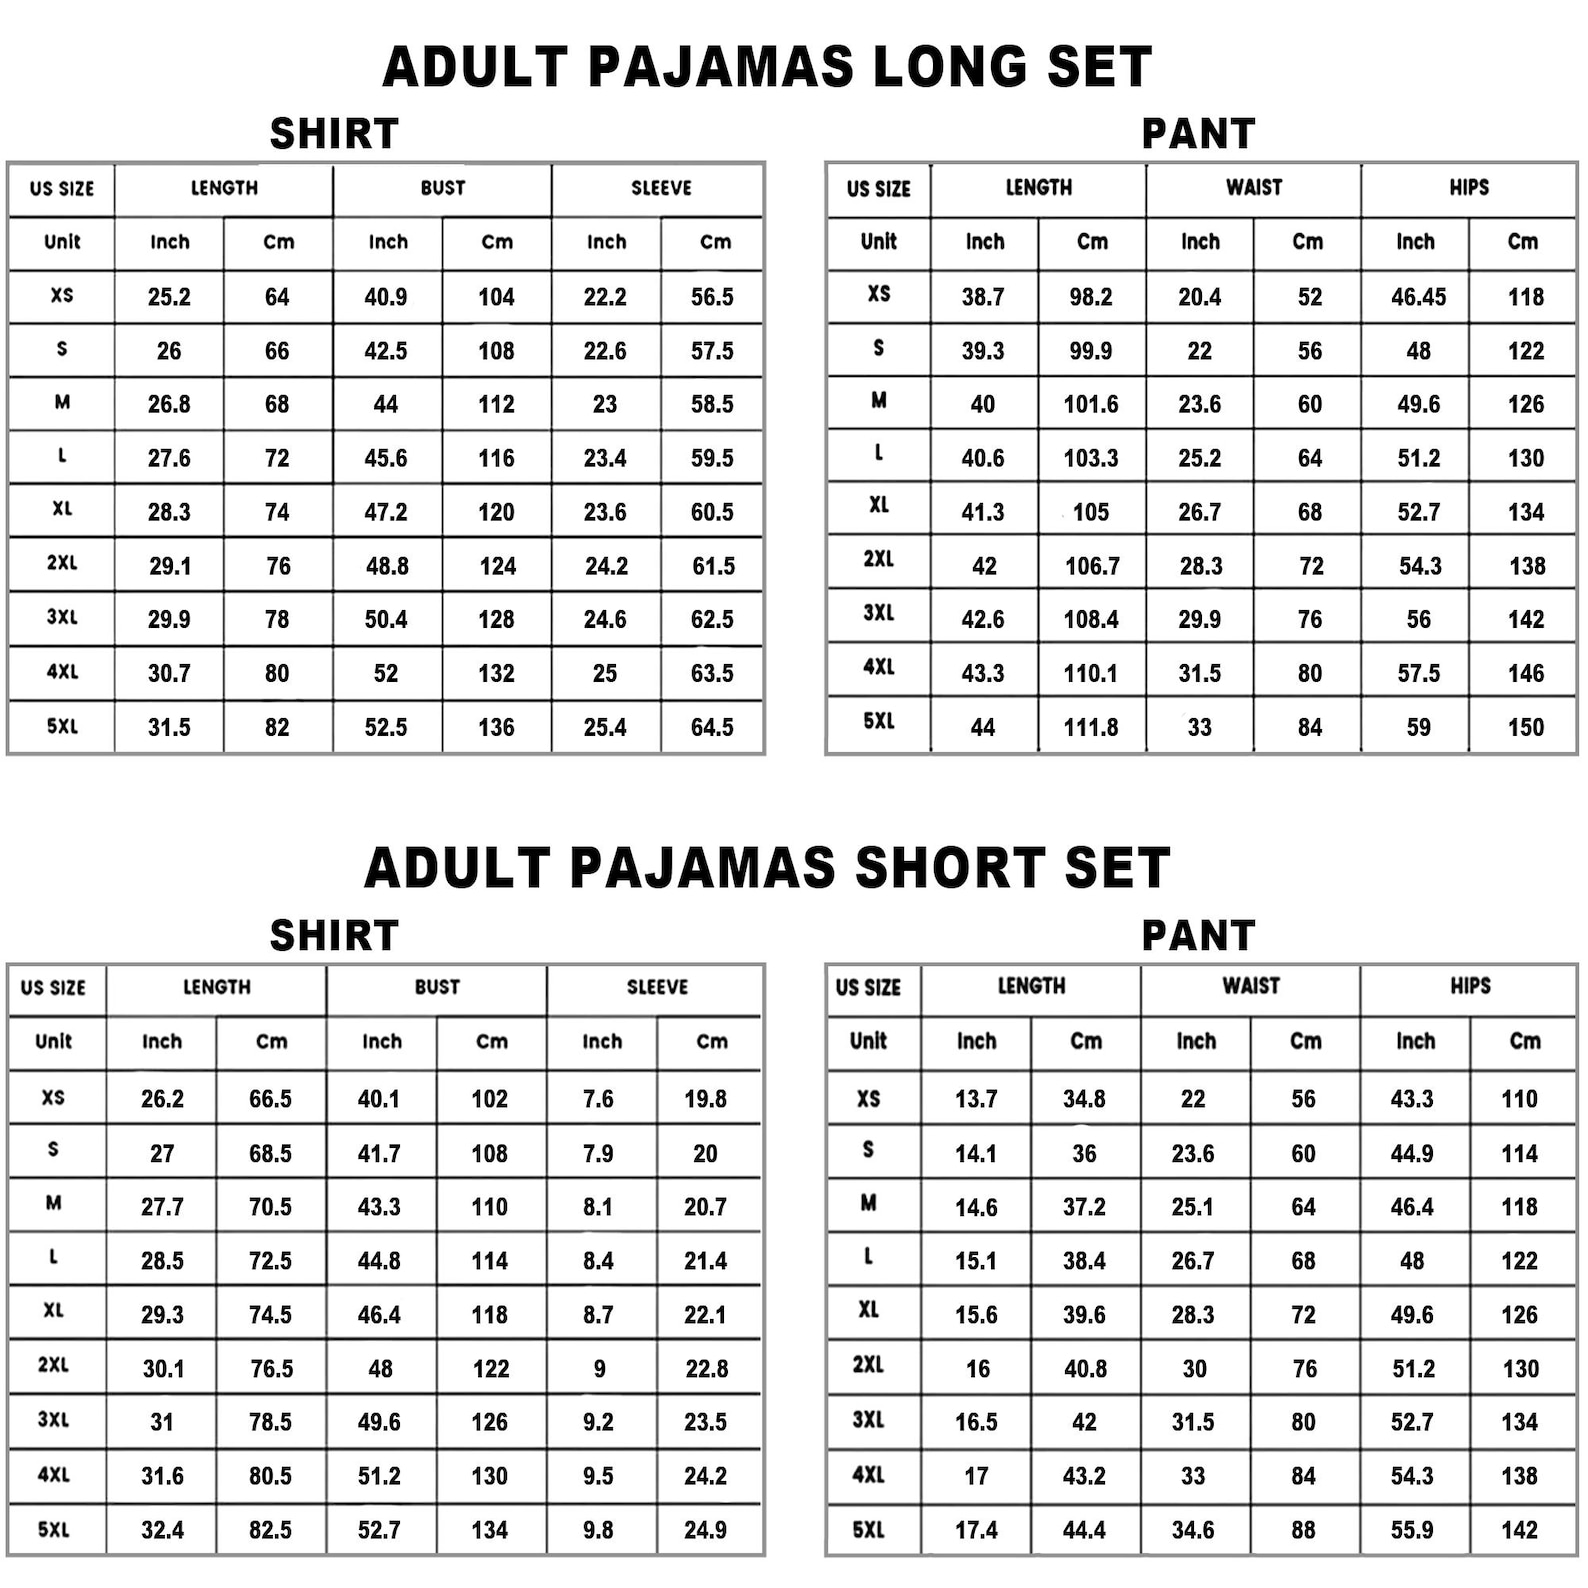 ADULT PAJAMAS LONG SET
SHIRT
US SIZE LENGTH BUST SLEEVE
Unit Inch Cm Inch Cm Inch Cm
XS 25.2 64 40.9 104 22.2 56.5
S 26 66 42.5 108 22.6 57.5
M 26.8 68 44 112 23 58.5
L 27.6 72 45.6 116 23.4 59.5
XL 28.3 74 47.2 120 23.6 60.5
2XL 29.1 76 48.8 124 24.2 61.5
3XL 29.9 78 50.4 128 24.6 62.5
4XL 30.7 80 52 132 25 63.5
5XL 31.5 82 52.5 136 25.4 64.5
PANT
US SIZE LENGTH WAIST HIPS
Unit Inch Cm Inch Cm Inch Cm
XS 38.7 98.2 20.4 52 46.45 118
S 39.3 99.9 22 56 48 122
M 40 101.6 23.6 60 49.6 126
L 40.6 103.3 25.2 64 51.2 130
XL 41.3 105 26.7 68 52.7 134
2XL 42 106.7 28.3 72 54.3 138
3XL 42.6 108.4 29.9 76 56 142
4XL 43.3 110.1 31.5 80 57.5 146
5XL 44 111.8 33 84 59 150
ADULT PAJAMAS SHORT SET
SHIRT
US SIZE LENGTH BUST SLEEVE
Unit Inch Cm Inch Cm Inch Cm
XS 26.2 66.5 40.1 102 7.6 19.8
S 27 68.5 41.7 108 7.9 20
M 27.7 70.5 43.3 110 8.1 20.7
L 28.5 72.5 44.8 114 8.4 21.4
XL 29.3 74.5 46.4 118 8.7 22.1
2XL 30.1 76.5 48 122 9 22.8
3XL 31 78.5 49.6 126 9.2 23.5
4XL 31.6 80.5 51.2 130 9.5 24.2
5XL 32.4 82.5 52.7 134 9.8 24.9
PANT
US SIZE LENGTH WAIST HIPS
Unit Inch Cm Inch Cm Inch Cm
XS 13.7 34.8 22 56 43.3 110
S 14.1 36 23.6 60 44.9 114
M 14.6 37.2 25.1 64 46.4 118
L 15.1 38.4 26.7 68 48 122
XL 15.6 39.6 28.3 72 49.6 126
2XL 16 40.8 30 76 51.2 130
3XL 16.5 42 31.5 80 52.7 134
4XL 17 43.2 33 84 54.3 138
5XL 17.4 44.4 34.6 88 55.9 142